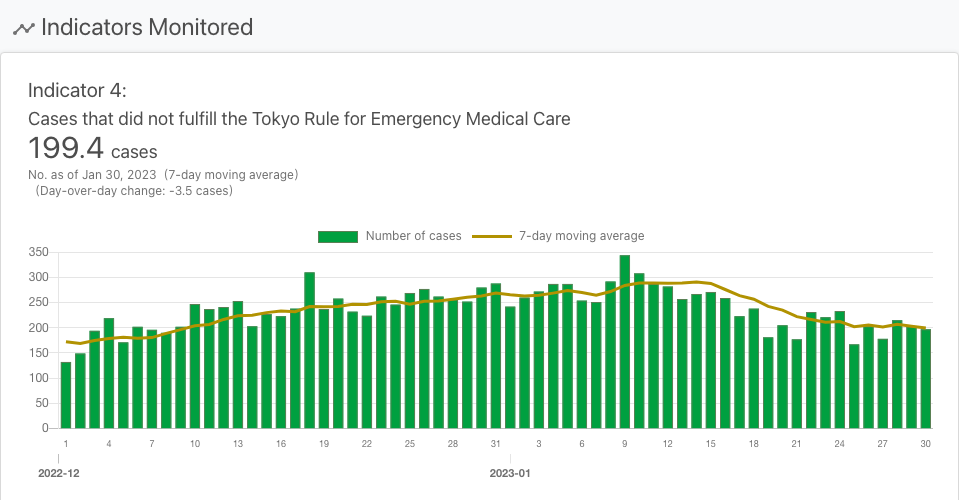 Indicators Monitored
Indicator 4:
Cases that did not fulfill the Tokyo Rule for Emergency Medical Care
199.4 cases
No. as of Jan 30, 2023 (7-day moving average)
(Day-over-day change: -3.5 cases)
Number of cases 7-day moving average
350
300
250
200
150
100
50
0
1 4 7 10 13 16 19 22 25 28 31 3 6 9 12 15 18 21 24 27 30
2022-12 2023-01